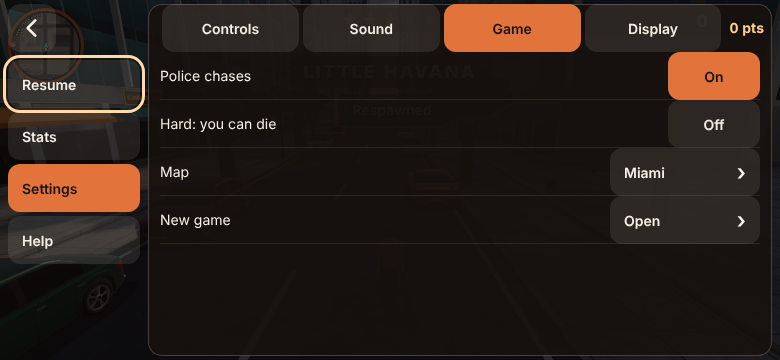 Controls
Sound
Game
Display
0 pts
Resume
Stats
Settings
Help
LITTLE HAVANA
Respawned
Police chases
On
Hard: you can die
Off
Map
Miami
New game
Open